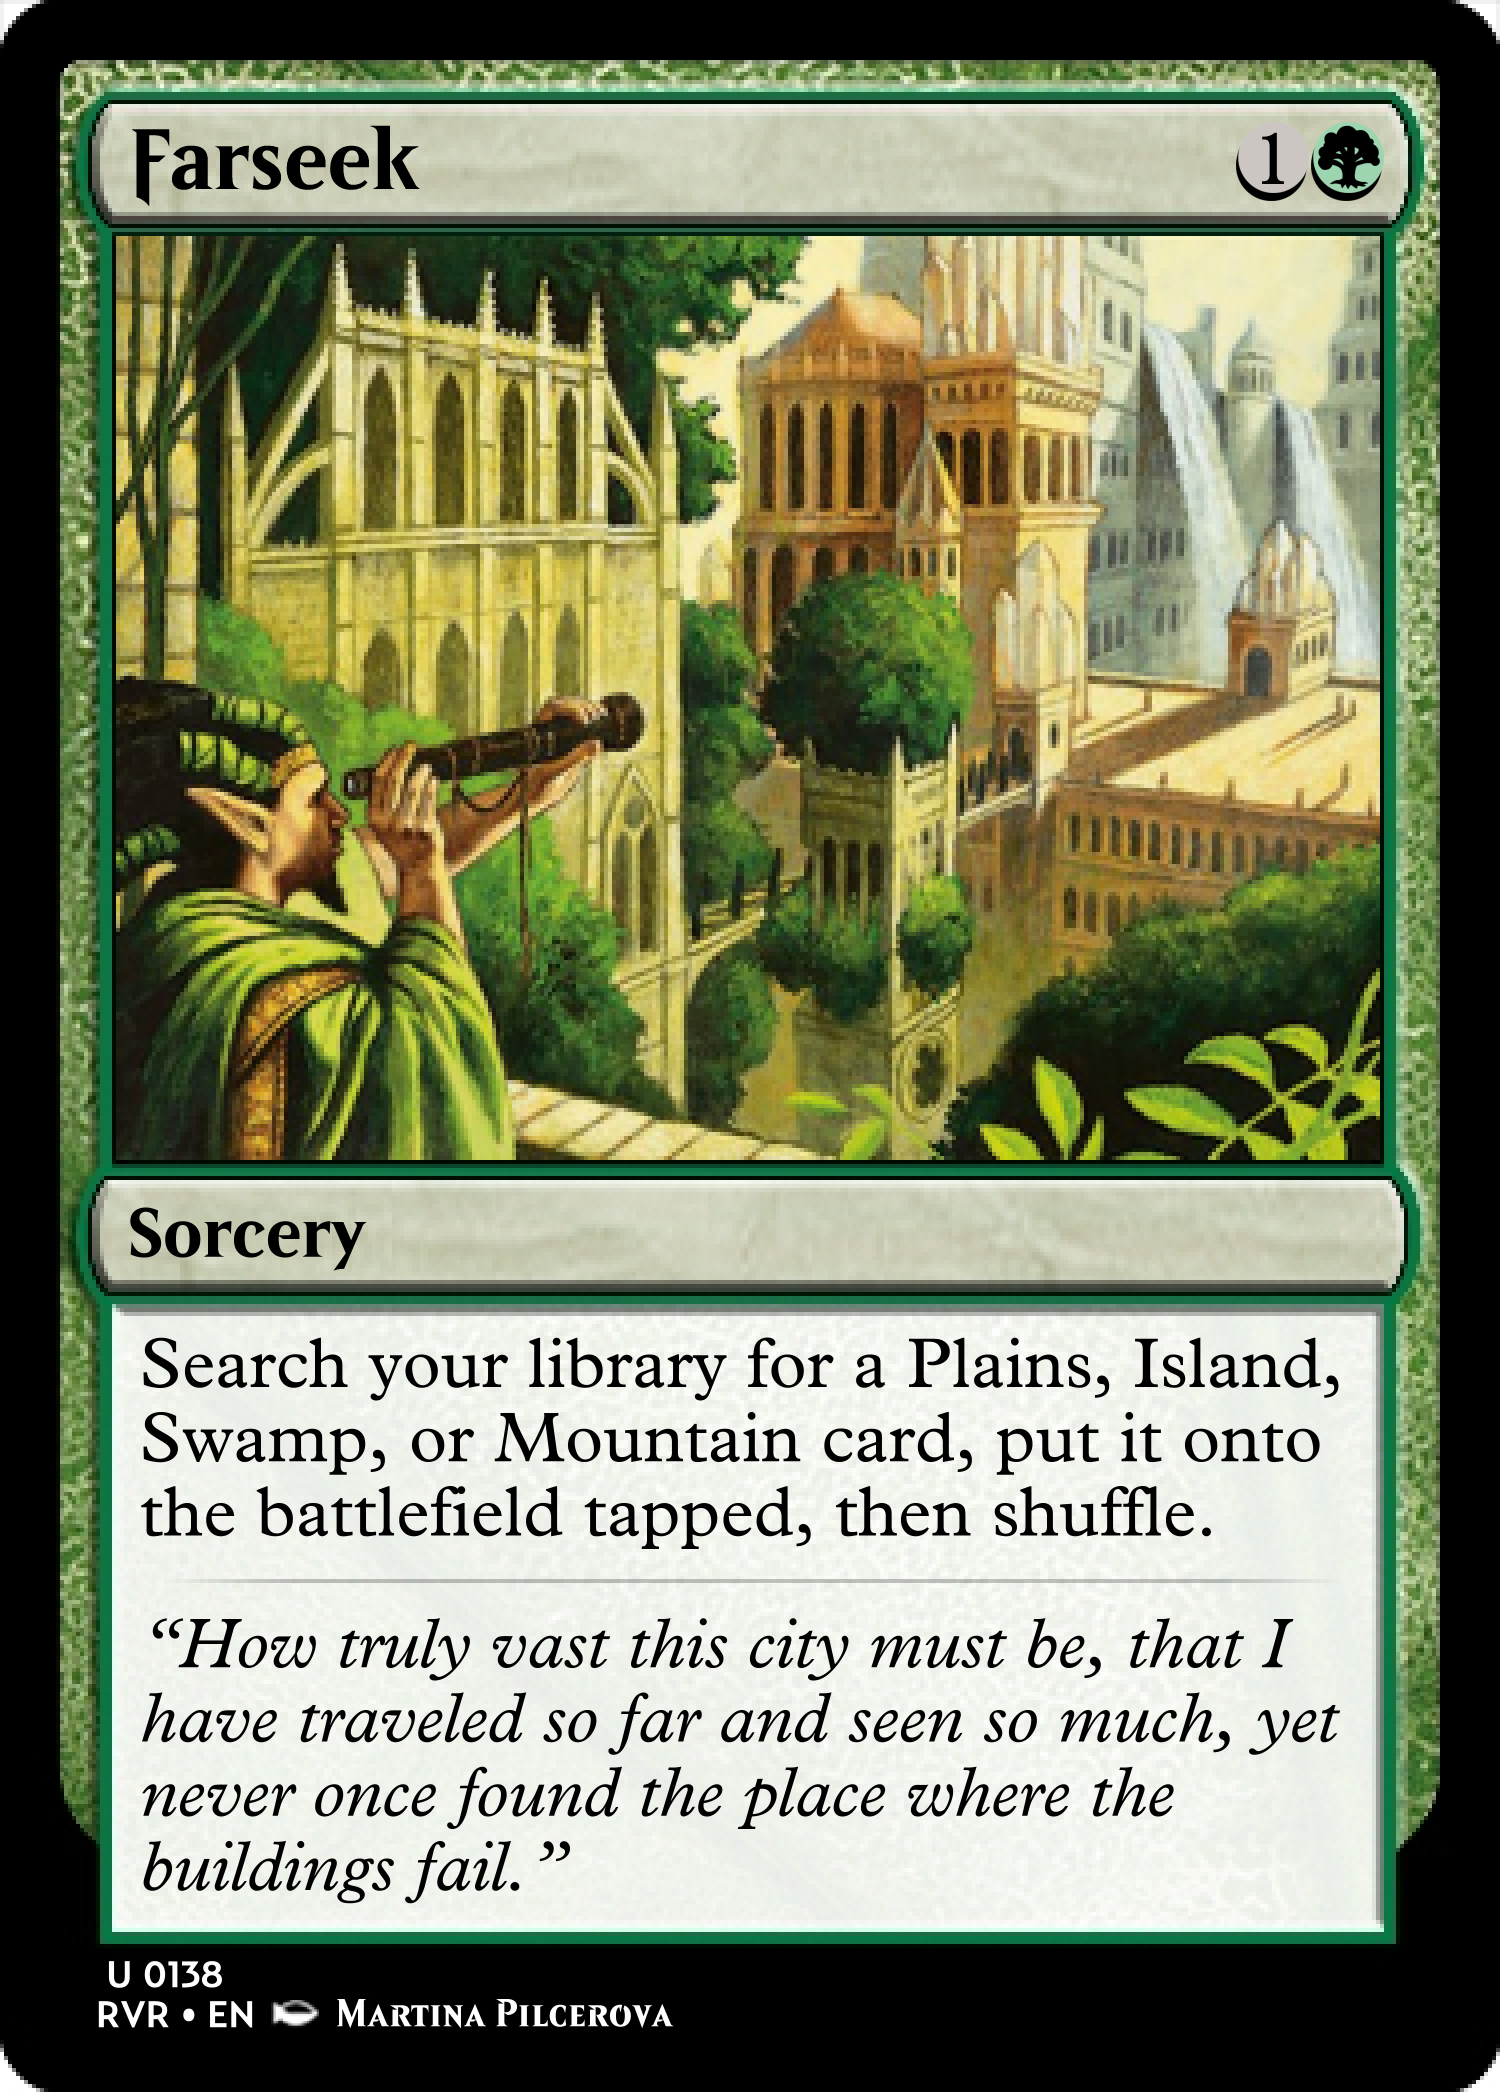 Farseek 1
Sorcery
Search your library for a Plains, Island,
Swamp, or Mountain card, put it onto
the battlefield tapped, then shuffle.
“How truly vast this city must be, that I
have traveled so far and seen so much, yet
never once found the place where the
buildings fail.”
U 0138
RVR • EN Martina Pilcerova